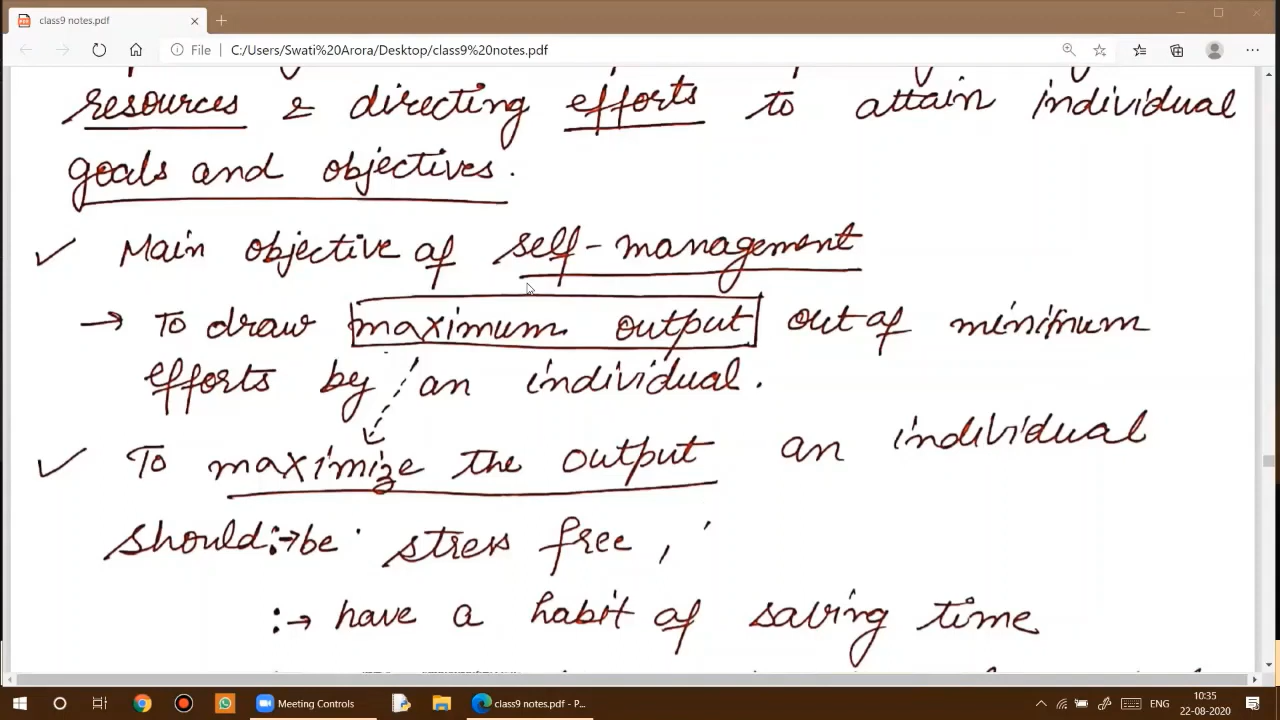 class9 notes.pdf
File
C:/Users/Swati%20Arora/Desktop/class9%20notes.pdf
resources & directing efforts to attain individual
goals and objectives.
✓ Main objective of self-management
→ To draw maximum output out of minimum
efforts by an individual.
✓ To maximize the output an individual
should :→ be stress free,
:→ have a habit of saving time
Meeting Controls
class9 notes.pdf - P...
ENG
10:35
22-08-2020